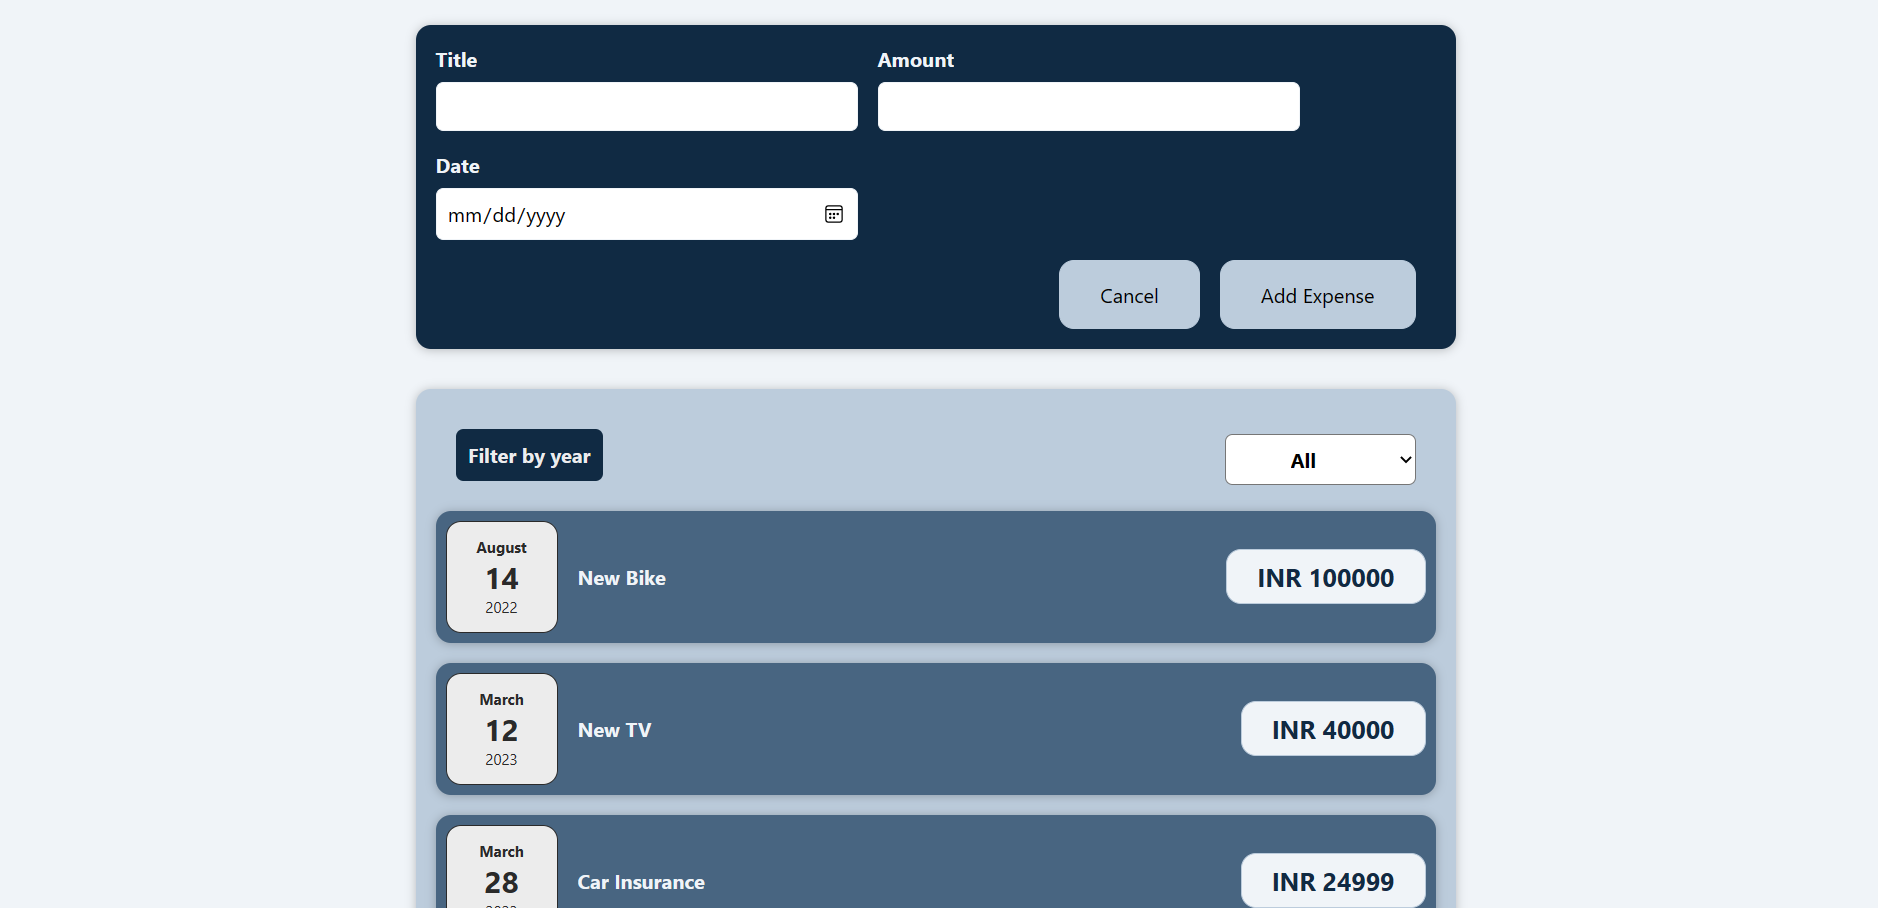 Title
Amount
Date
mm/dd/yyyy
Cancel
Add Expense
Filter by year
All
August
14
2022
New Bike
INR 100000
March
12
2023
New TV
INR 40000
March
28
Car Insurance
INR 24999